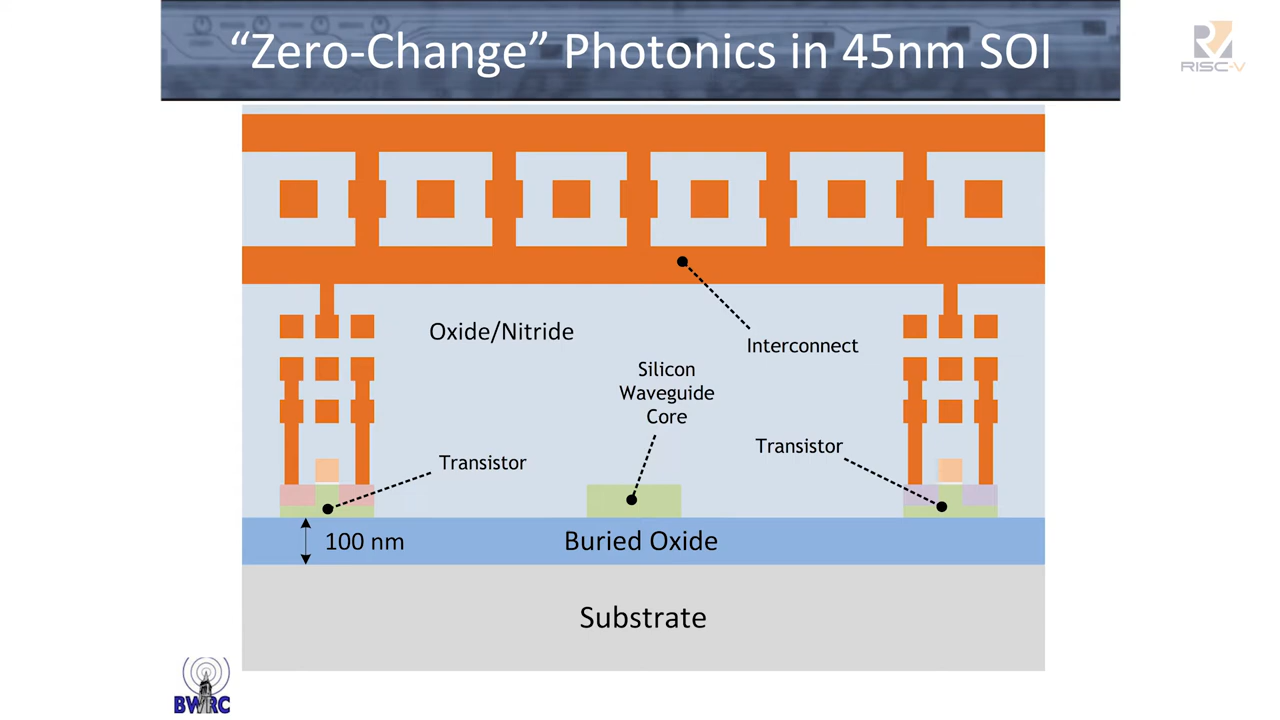 “Zero-Change” Photonics in 45nm SOI
RISC-V
Oxide/Nitride
Interconnect
Silicon
Waveguide
Core
Transistor
Transistor
100 nm
Buried Oxide
Substrate
BWRC